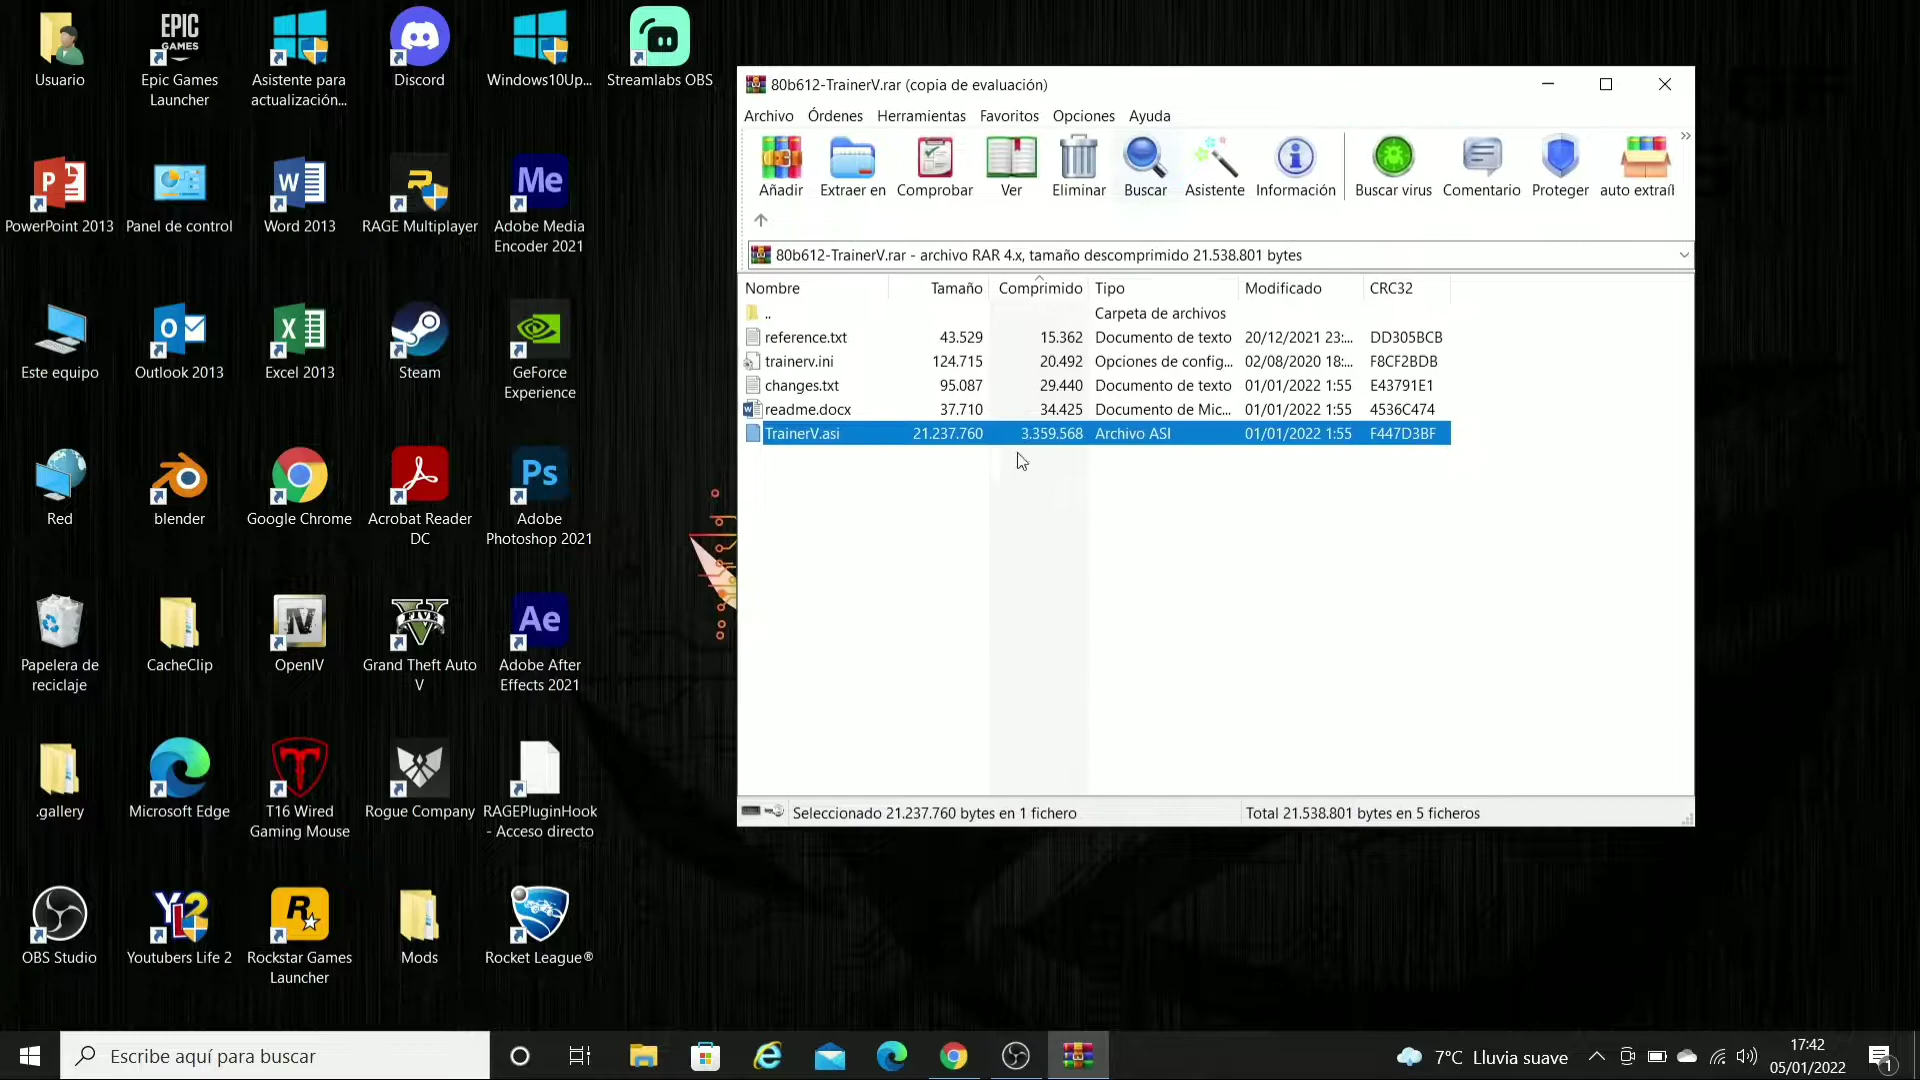 Usuario
EPIC
GAMES
Epic Games
Launcher
Asistente para
actualización...
Discord
Windows10Up...
Streamlabs OBS
PowerPoint 2013
Panel de control
Word 2013
RAGE Multiplayer
Me
Adobe Media
Encoder 2021
Este equipo
Outlook 2013
Excel 2013
Steam
GeForce
Experience
Red
blender
Google Chrome
Acrobat Reader
DC
Ps
Adobe
Photoshop 2021
Papelera de
reciclaje
CacheClip
IV
OpenIV
FIVE
Grand Theft Auto
V
Ae
Adobe After
Effects 2021
.gallery
Microsoft Edge
T16 Wired
Gaming Mouse
Rogue Company
RAGEPluginHook
- Acceso directo
OBS Studio
YL2
Youtubers Life 2
Rockstar Games
Launcher
Mods
Rocket League®
80b612-TrainerV.rar (copia de evaluación)
Archivo Órdenes Herramientas Favoritos Opciones Ayuda
Añadir Extraer en Comprobar Ver Eliminar Buscar Asistente Información Buscar virus Comentario Proteger auto extraíl
80b612-TrainerV.rar - archivo RAR 4.x, tamaño descomprimido 21.538.801 bytes
Nombre Tamaño Comprimido Tipo Modificado CRC32
.. Carpeta de archivos
reference.txt 43.529 15.362 Documento de texto 20/12/2021 23:... DD305BCB
trainerv.ini 124.715 20.492 Opciones de config... 02/08/2020 18:... F8CF2BDB
changes.txt 95.087 29.440 Documento de texto 01/01/2022 1:55 E43791E1
readme.docx 37.710 34.425 Documento de Mic... 01/01/2022 1:55 4536C474
TrainerV.asi 21.237.760 3.359.568 Archivo ASI 01/01/2022 1:55 F447D3BF
Seleccionado 21.237.760 bytes en 1 fichero
Total 21.538.801 bytes en 5 ficheros
Escribe aquí para buscar
7°C Lluvia suave
17:42
05/01/2022
1